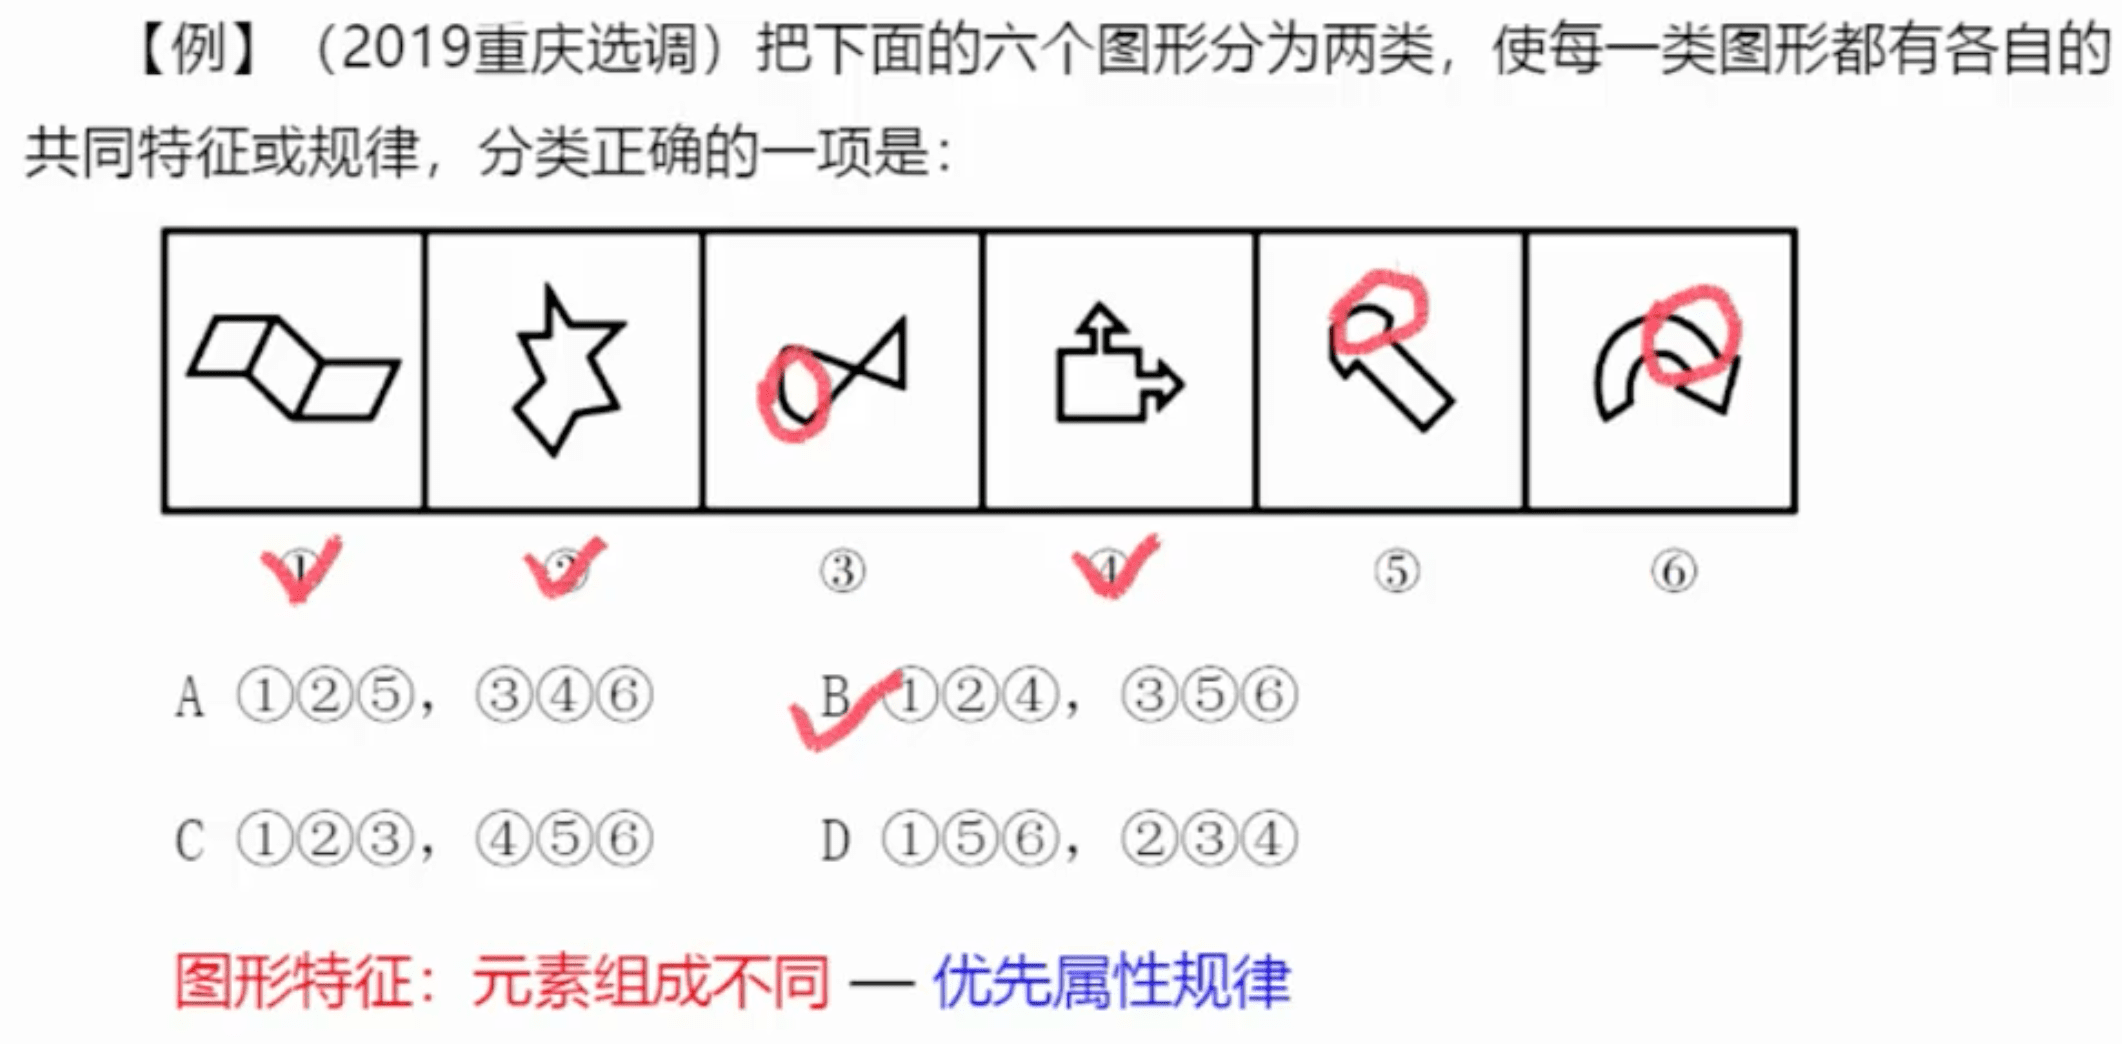 【例】（2019重庆选调）把下面的六个图形分为两类，使每一类图形都有各自的
共同特征或规律，分类正确的一项是：
① ② ③ ④ ⑤ ⑥
A ①②⑤，③④⑥ B ①②④，③⑤⑥
C ①②③，④⑤⑥ D ①⑤⑥，②③④
图形特征：元素组成不同 — 优先属性规律